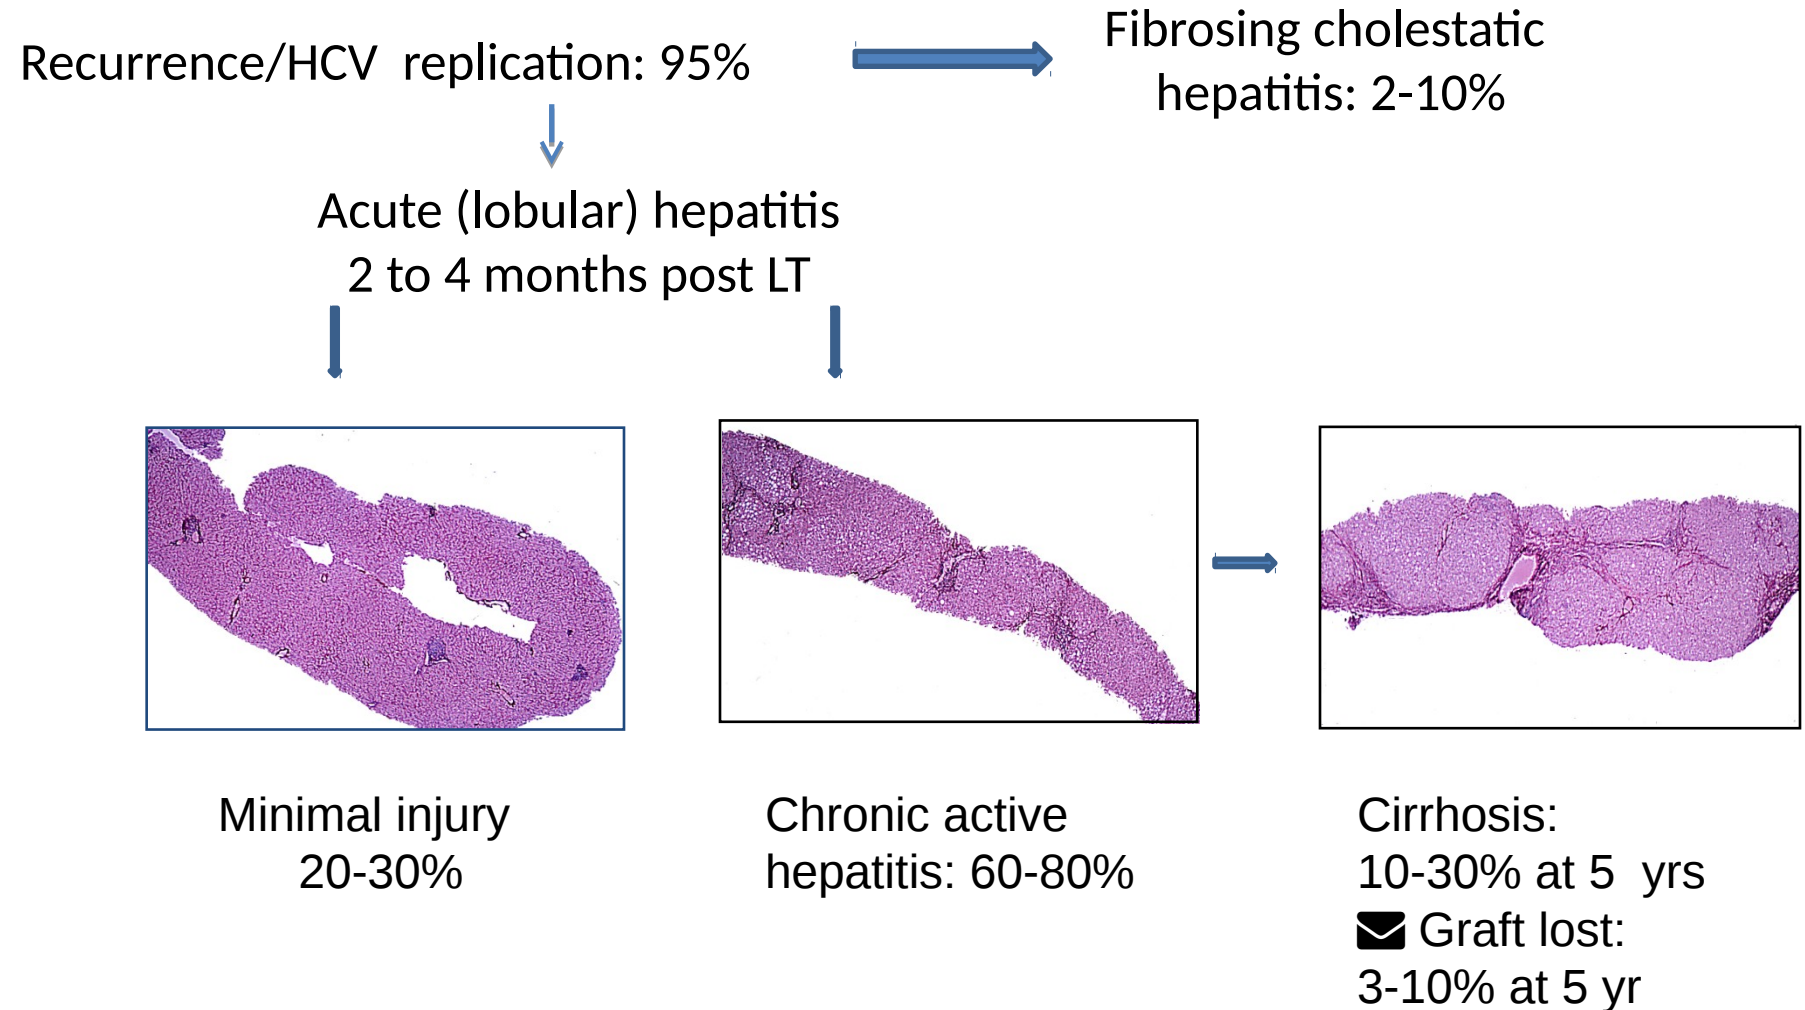 Recurrence/HCV  replication: 95%
Fibrosing cholestatic
hepatitis: 2-10%
Acute (lobular) hepatitis
2 to 4 months post LT
Minimal injury
20-30%
Chronic active
hepatitis: 60-80%
Cirrhosis:
10-30% at 5  yrs
Graft lost:
3-10% at 5 yr